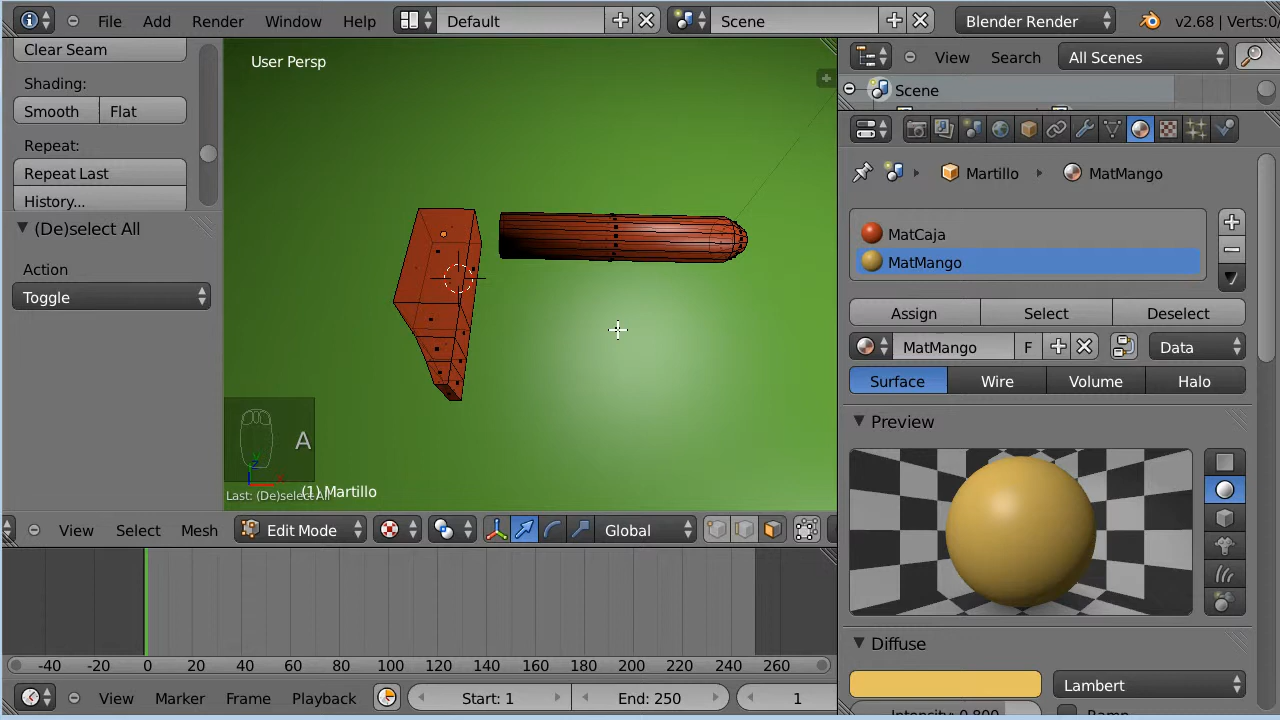 File Add Render Window Help Default Scene Blender Render v2.68 | Verts:0/
Clear Seam
Shading:
Smooth Flat
Repeat:
Repeat Last
History...
(De)select All
Action
Toggle
User Persp
A
Last: (De)select All
(1) Martillo
View Search All Scenes
Scene
Martillo MatMango
MatCaja
MatMango
Assign Select Deselect
MatMango F Data
Surface Wire Volume Halo
Preview
Diffuse
Lambert
Intensity: 0.800 Ramp
View Select Mesh Edit Mode Global
-40 -20 0 20 40 60 80 100 120 140 160 180 200 220 240 260
View Marker Frame Playback Start: 1 End: 250 1